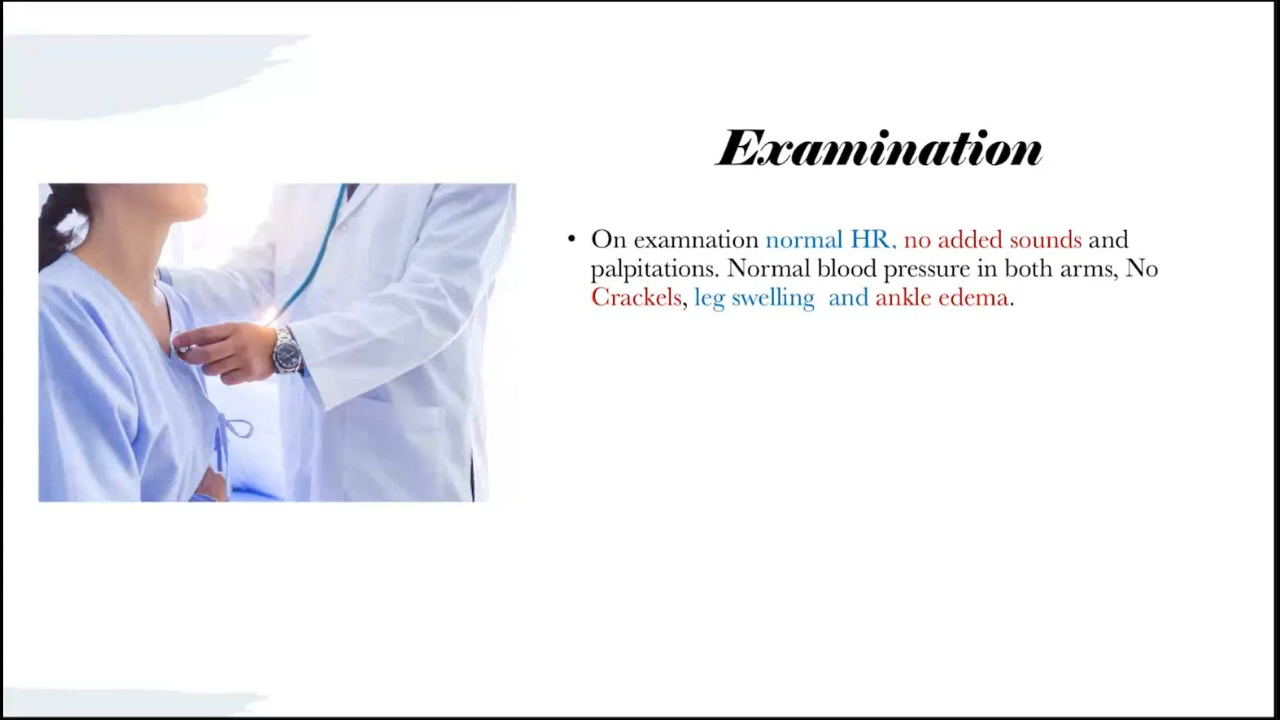 Examination
• On examnation normal HR, no added sounds and
palpitations. Normal blood pressure in both arms, No
Crackels, leg swelling and ankle edema.